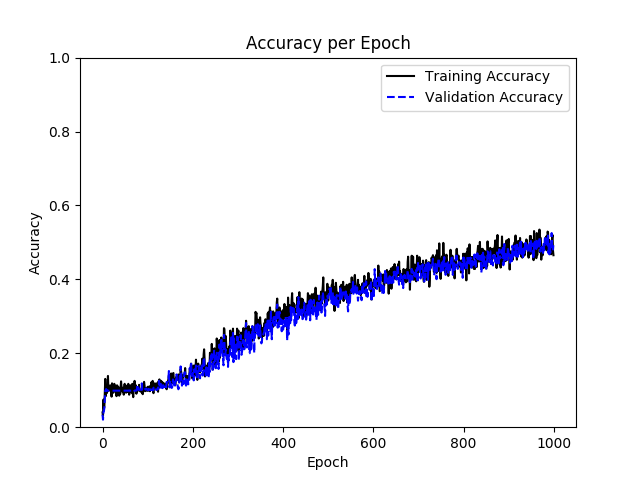 Accuracy per Epoch
1.0
0.8
0.6
0.4
0.2
0.0
Accuracy
Training Accuracy
Validation Accuracy
0 200 400 600 800 1000
Epoch